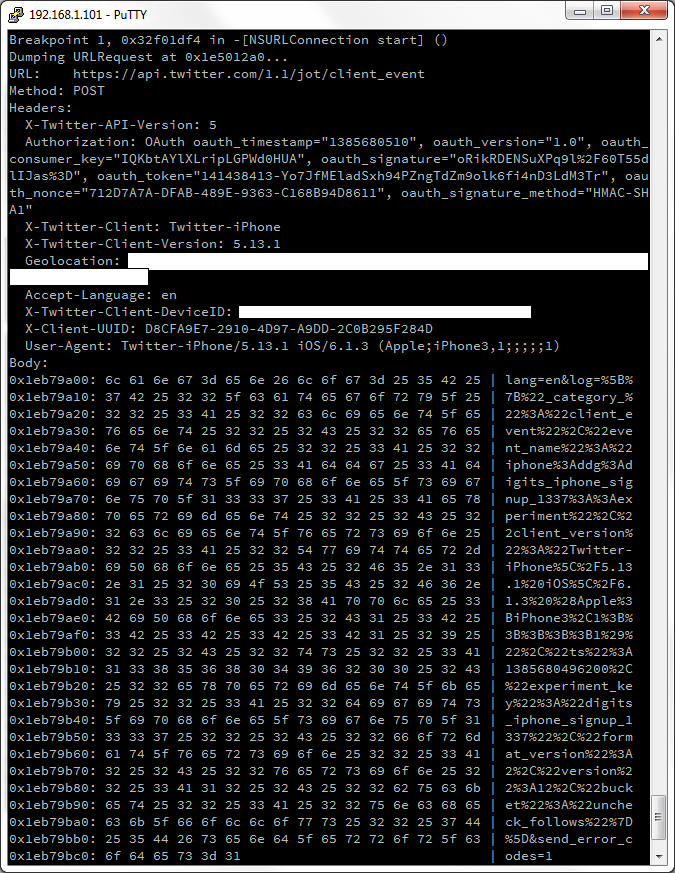 192.168.1.101 - PuTTY
Breakpoint 1, 0x32f01df4 in -[NSURLConnection start] ()
Dumping URLRequest at 0x1e5012a0...
URL:    https://api.twitter.com/1.1/jot/client_event
Method: POST
Headers:
  X-Twitter-API-Version: 5
  Authorization: OAuth oauth_timestamp="1385680510", oauth_version="1.0", oauth_
consumer_key="IQKbtAYlXLripLGPWd0HUA", oauth_signature="oRikRDENSuXPq9l%2F60T55d
lIJas%3D", oauth_token="141438413-Yo7JfMEladSxh94PZngTdZm9olk6fi4nD3LdM3Tr", oau
th_nonce="712D7A7A-DFAB-489E-9363-C168B94D8611", oauth_signature_method="HMAC-SH
A1"
  X-Twitter-Client: Twitter-iPhone
  X-Twitter-Client-Version: 5.13.1
  Geolocation:
  Accept-Language: en
  X-Twitter-Client-DeviceID:
  X-Client-UUID: D8CFA9E7-2910-4D97-A9DD-2C0B295F284D
  User-Agent: Twitter-iPhone/5.13.1 iOS/6.1.3 (Apple;iPhone3,1;;;;;1)
Body:
0x1eb79a00: 6c 61 6e 67 3d 65 6e 26 6c 6f 67 3d 25 35 42 25 | lang=en&log=%5B%
0x1eb79a10: 37 42 25 32 32 5f 63 61 74 65 67 6f 72 79 5f 25 | 7B%22_category_%
0x1eb79a20: 32 32 25 33 41 25 32 32 63 6c 69 65 6e 74 5f 65 | 22%3A%22client_e
0x1eb79a30: 76 65 6e 74 25 32 32 25 32 43 25 32 32 65 76 65 | vent%22%2C%22eve
0x1eb79a40: 6e 74 5f 6e 61 6d 65 25 32 32 25 33 41 25 32 32 | nt_name%22%3A%22
0x1eb79a50: 69 70 68 6f 6e 65 25 33 41 64 64 67 25 33 41 64 | iphone%3Addg%3Ad
0x1eb79a60: 69 67 69 74 73 5f 69 70 68 6f 6e 65 5f 73 69 67 | igits_iphone_sig
0x1eb79a70: 6e 75 70 5f 31 33 33 37 25 33 41 25 33 41 65 78 | nup_1337%3A%3Aex
0x1eb79a80: 70 65 72 69 6d 65 6e 74 25 32 32 25 32 43 25 32 | periment%22%2C%2
0x1eb79a90: 32 63 6c 69 65 6e 74 5f 76 65 72 73 69 6f 6e 25 | 2client_version%
0x1eb79aa0: 32 32 25 33 41 25 32 32 54 77 69 74 74 65 72 2d | 22%3A%22Twitter-
0x1eb79ab0: 69 50 68 6f 6e 65 25 35 43 25 32 46 35 2e 31 33 | iPhone%5C%2F5.13
0x1eb79ac0: 2e 31 25 32 30 69 4f 53 25 35 43 25 32 46 36 2e | .1%20iOS%5C%2F6.
0x1eb79ad0: 31 2e 33 25 32 30 25 32 38 41 70 70 6c 65 25 33 | 1.3%20%28Apple%3
0x1eb79ae0: 42 69 50 68 6f 6e 65 33 25 32 43 31 25 33 42 25 | BiPhone3%2C1%3B%
0x1eb79af0: 33 42 25 33 42 25 33 42 25 33 42 31 25 32 39 25 | 3B%3B%3B%3B1%29%
0x1eb79b00: 32 32 25 32 43 25 32 32 74 73 25 32 32 25 33 41 | 22%2C%22ts%22%3A
0x1eb79b10: 31 33 38 35 36 38 30 34 39 36 32 30 30 25 32 43 | 1385680496200%2C
0x1eb79b20: 25 32 32 65 78 70 65 72 69 6d 65 6e 74 5f 6b 65 | %22experiment_ke
0x1eb79b30: 79 25 32 32 25 33 41 25 32 32 64 69 67 69 74 73 | y%22%3A%22digits
0x1eb79b40: 5f 69 70 68 6f 6e 65 5f 73 69 67 6e 75 70 5f 31 | _iphone_signup_1
0x1eb79b50: 33 33 37 25 32 32 25 32 43 25 32 32 66 6f 72 6d | 337%22%2C%22form
0x1eb79b60: 61 74 5f 76 65 72 73 69 6f 6e 25 32 32 25 33 41 | at_version%22%3A
0x1eb79b70: 32 25 32 43 25 32 32 76 65 72 73 69 6f 6e 25 32 | 2%2C%22version%2
0x1eb79b80: 32 25 33 41 31 32 25 32 43 25 32 32 62 75 63 6b | 2%3A12%2C%22buck
0x1eb79b90: 65 74 25 32 32 25 33 41 25 32 32 75 6e 63 68 65 | et%22%3A%22unche
0x1eb79ba0: 63 6b 5f 66 6f 6c 6c 6f 77 73 25 32 32 25 37 44 | ck_follows%22%7D
0x1eb79bb0: 25 35 44 26 73 65 6e 64 5f 65 72 72 6f 72 5f 63 | %5D&send_error_c
0x1eb79bc0: 6f 64 65 73 3d 31 | odes=1